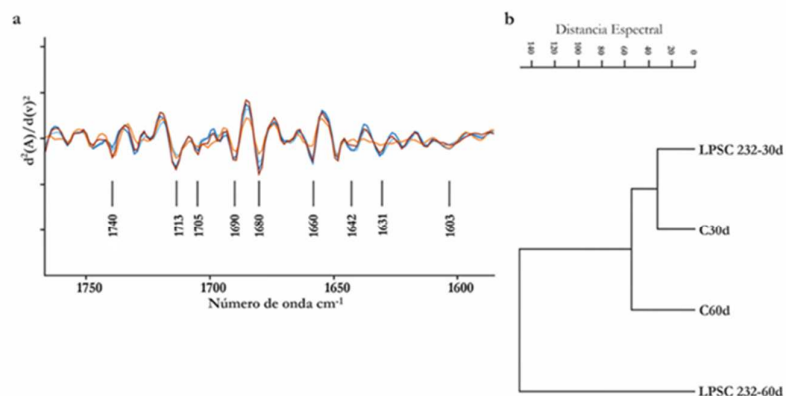 a
d²(A)/d(v)²
1740
1713
1705
1690
1680
1660
1642
1631
1603
1750 1700 1650 1600
Número de onda cm⁻¹
b
Distancia Espectral
140 120 100 80 60 40 20 0
LPSC 232-30d
C30d
C60d
LPSC 232-60d